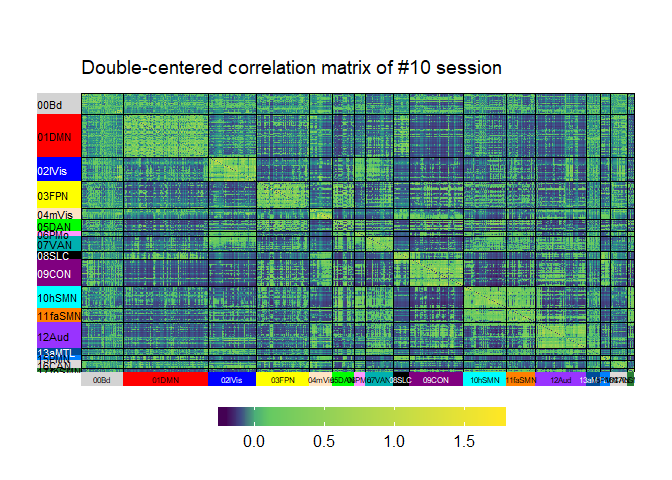 Double-centered correlation matrix of #10 session
00Bd
01DMN
02lVis
03FPN
04mVis
05DAN
06PMo
07VAN
08SLC
09CON
10hSMN
11faSMN
12Aud
13aMTL
00Bd 01DMN 02lVis 03FPN 04mVis 05DAN 07VAN 08SLC 09CON 10hSMN 11faSMN 12Aud
0.0 0.5 1.0 1.5